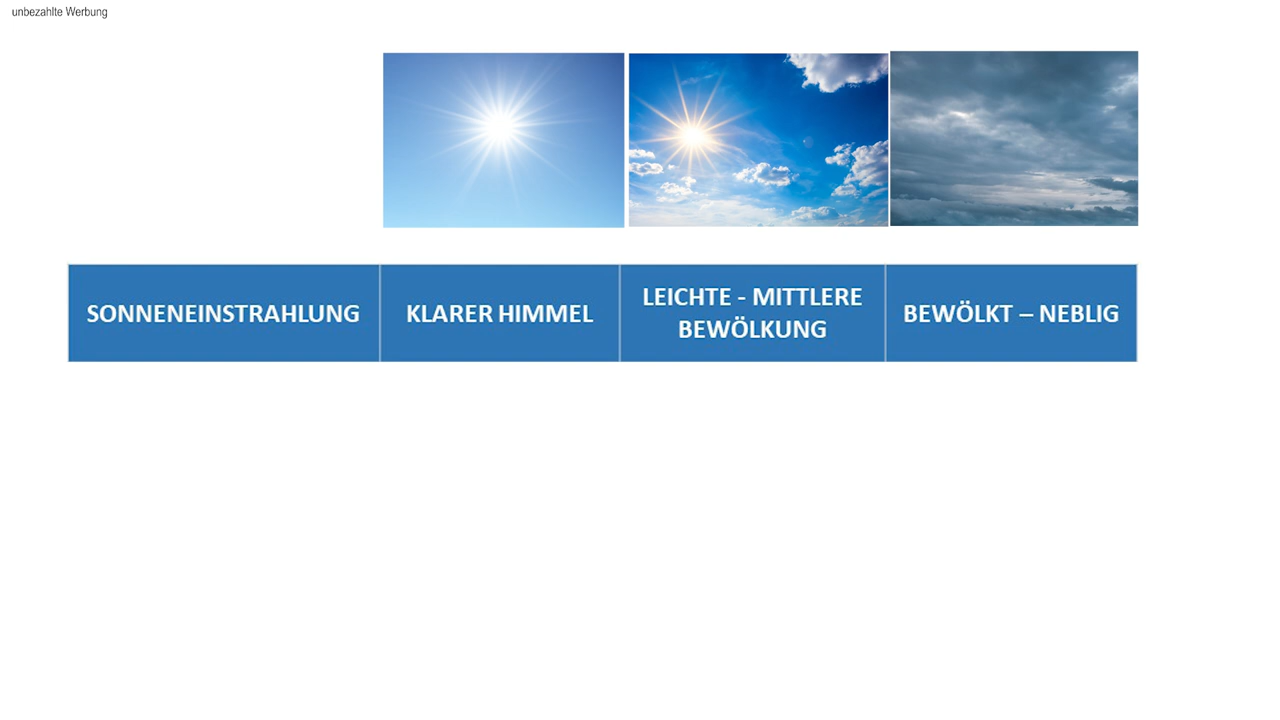 unbezahlte Werbung
SONNENEINSTRAHLUNG
KLARER HIMMEL
LEICHTE - MITTLERE
BEWÖLKUNG
BEWÖLKT – NEBLIG